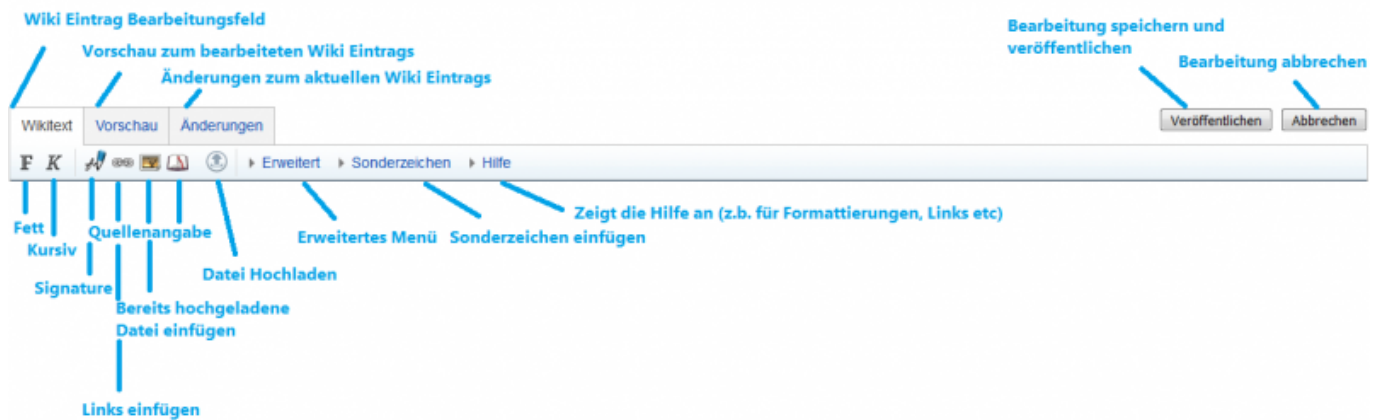 Wiki Eintrag Bearbeitungsfeld
Bearbeitung speichern und
veröffentlichen
Vorschau zum bearbeiteten Wiki Eintrags
Bearbeitung abbrechen
Änderungen zum aktuellen Wiki Eintrags
Wikitext Vorschau Änderungen Veröffentlichen Abbrechen
F K Erweitert Sonderzeichen Hilfe
Zeigt die Hilfe an (z.b. für Formattierungen, Links etc)
Fett Quellenangabe
Erweitertes Menü Sonderzeichen einfügen
Kursiv
Datei Hochladen
Signature
Bereits hochgeladene
Datei einfügen
Links einfügen